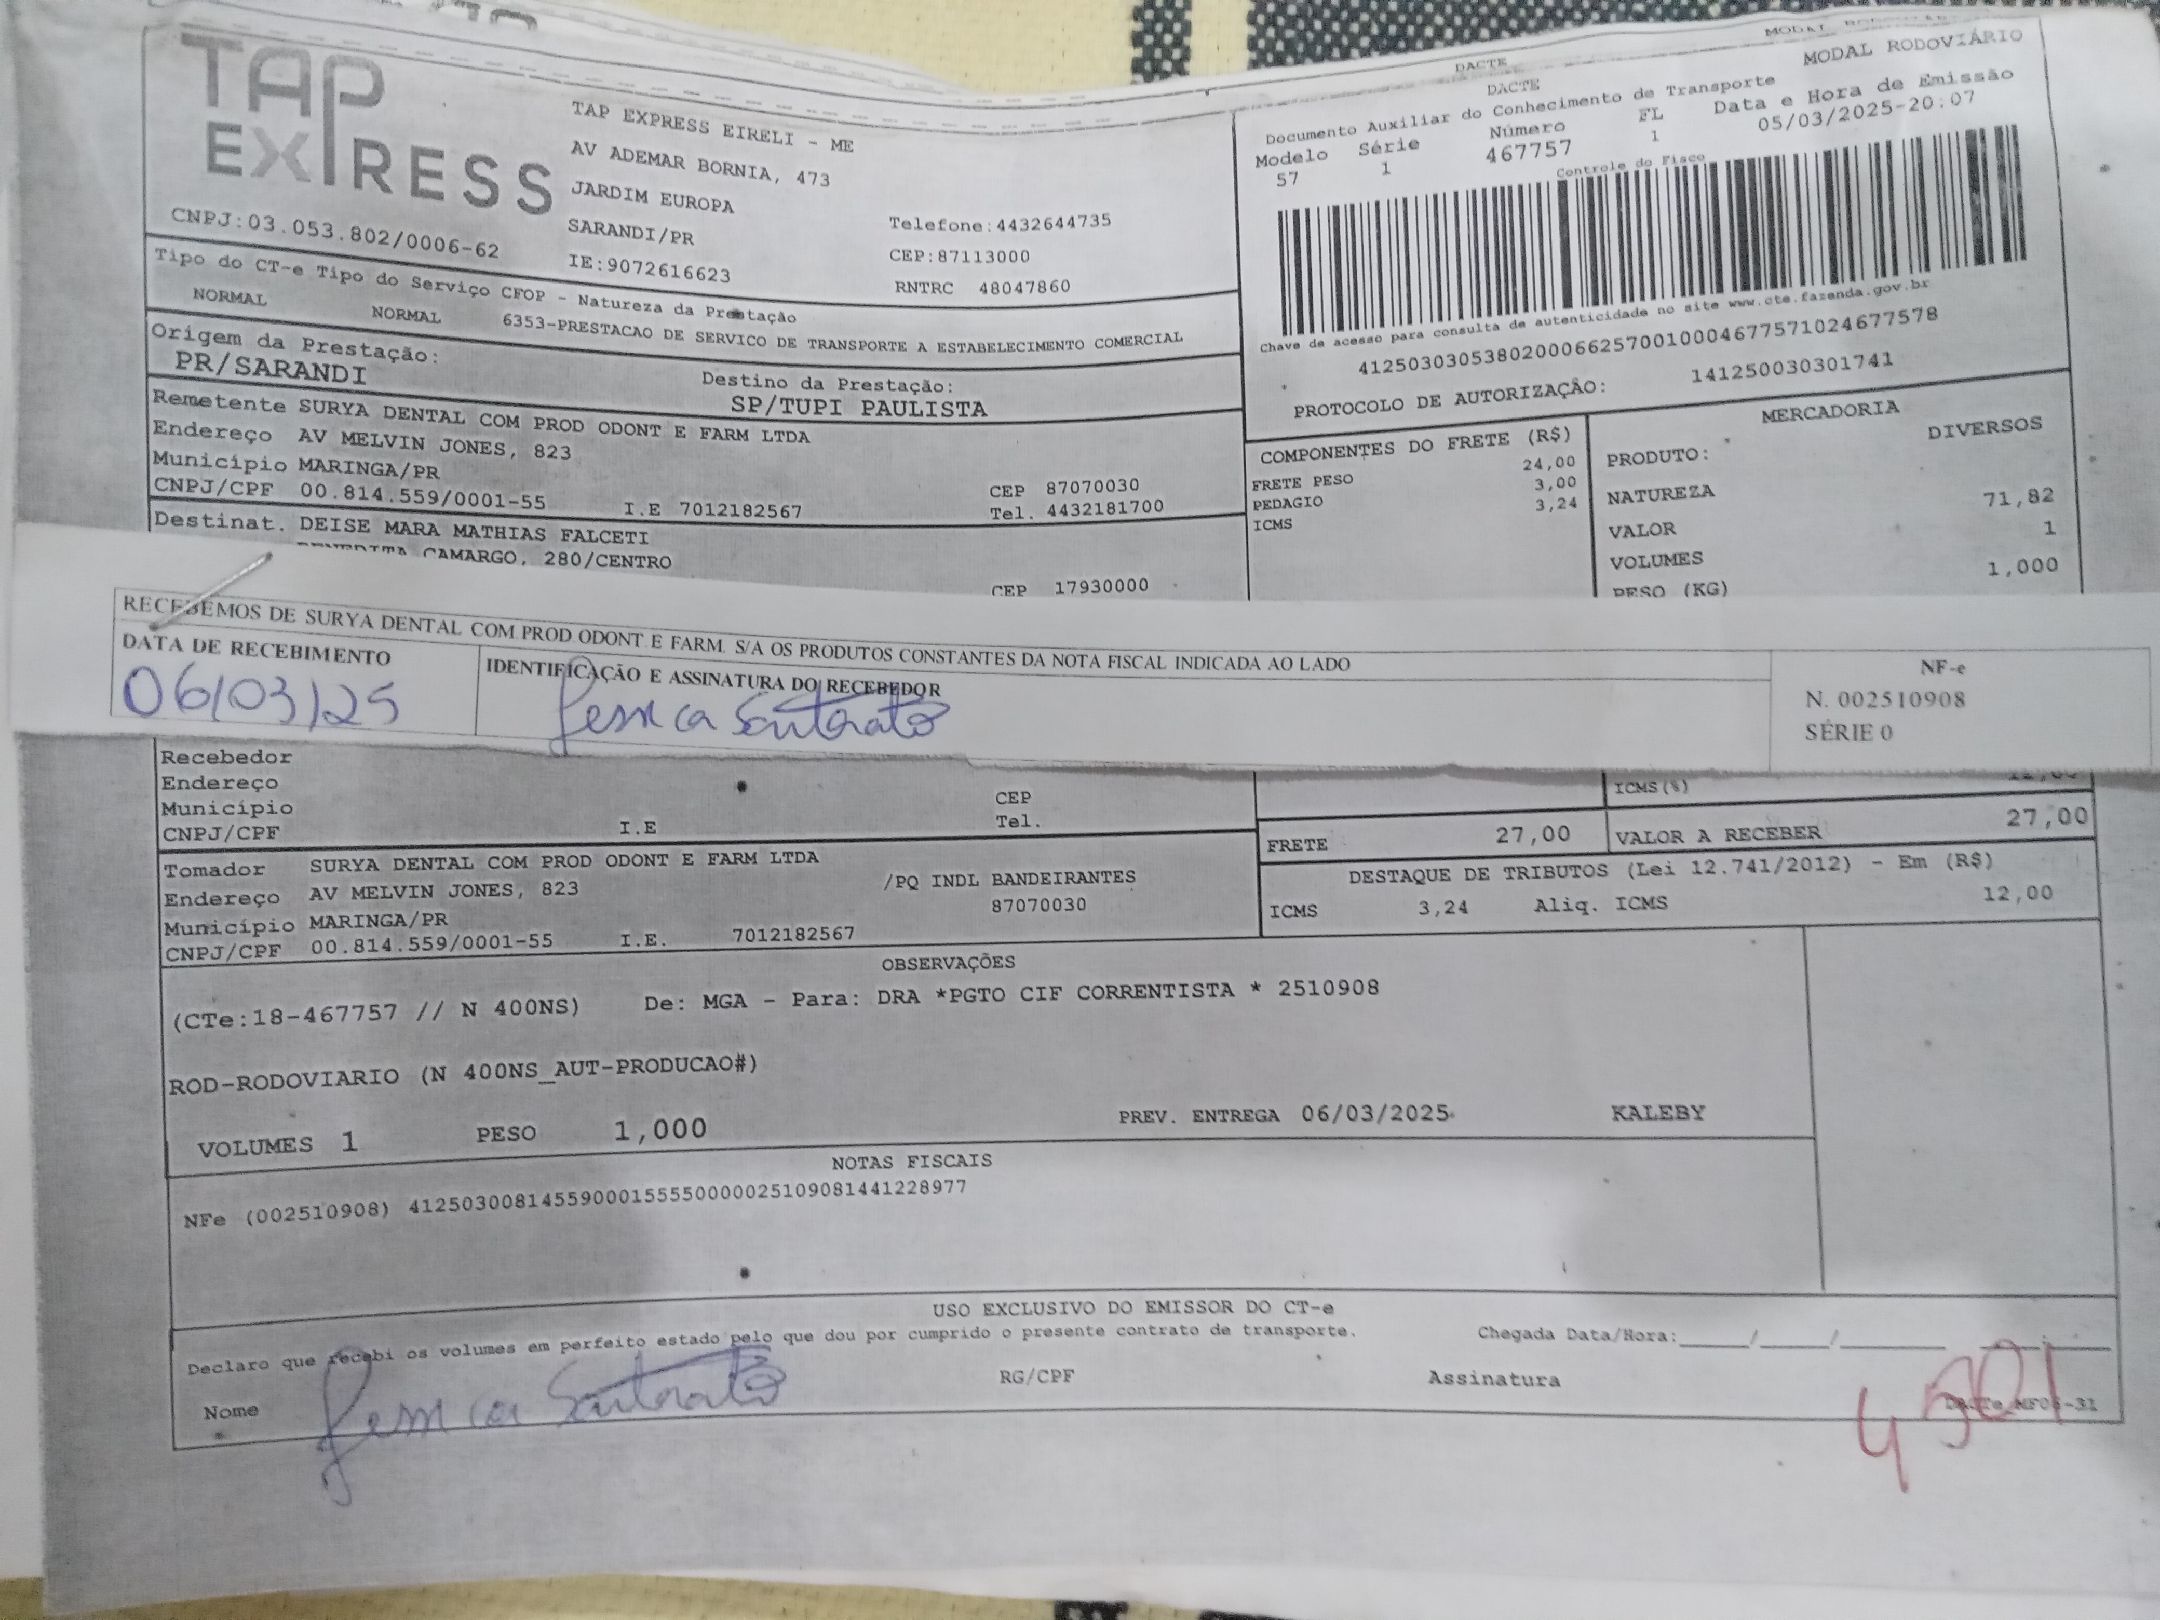 TAP
EXPRESS
TAP EXPRESS EIRELI - ME
AV ADEMAR BORNIA, 473
JARDIM EUROPA
SARANDI/PR
IE:9072616623
Telefone:4432644735
CEP:87113000
RNTRC 48047860
CNPJ:03.053.802/0006-62
DACTE
MODAL RODOVIÁRIO
DACTE
Documento Auxiliar do Conhecimento de Transporte
Modelo Série Número FL Data e Hora de Emissão
57 1 467757 1 05/03/2025-20:07
Controle do Fisco
Chave de acesso para consulta de autenticidade no site www.cte.fazenda.gov.br
41250303053802000662570010004677571024677578
PROTOCOLO DE AUTORIZAÇÃO: 141250030301741
Tipo do CT-e Tipo do Serviço CFOP - Natureza da Prestação
NORMAL NORMAL 6353-PRESTACAO DE SERVICO DE TRANSPORTE A ESTABELECIMENTO COMERCIAL
Origem da Prestação:
PR/SARANDI
Destino da Prestação:
SP/TUPI PAULISTA
Remetente SURYA DENTAL COM PROD ODONT E FARM LTDA
Endereço AV MELVIN JONES, 823
Município MARINGA/PR CEP 87070030
CNPJ/CPF 00.814.559/0001-55 I.E 7012182567 Tel. 4432181700
Destinat. DEISE MARA MATHIAS FALCETI
CAMARGO, 280/CENTRO
CEP 17930000
COMPONENTES DO FRETE (R$)
FRETE PESO 24,00
PEDAGIO 3,00
ICMS 3,24
MERCADORIA
PRODUTO: DIVERSOS
NATUREZA
VALOR 71,82
VOLUMES 1
PESO (KG) 1,000
RECEBEMOS DE SURYA DENTAL COM PROD ODONT E FARM. S/A OS PRODUTOS CONSTANTES DA NOTA FISCAL INDICADA AO LADO
DATA DE RECEBIMENTO
06/03/25
IDENTIFICAÇÃO E ASSINATURA DO RECEBEDOR
NF-e
N. 002510908
SÉRIE 0
Recebedor
Endereço
Município CEP
CNPJ/CPF I.E Tel.
ICMS(%) 12,00
FRETE 27,00 VALOR A RECEBER 27,00
Tomador SURYA DENTAL COM PROD ODONT E FARM LTDA
Endereço AV MELVIN JONES, 823 /PQ INDL BANDEIRANTES
Município MARINGA/PR 87070030
CNPJ/CPF 00.814.559/0001-55 I.E. 7012182567
DESTAQUE DE TRIBUTOS (Lei 12.741/2012) - Em (R$)
ICMS 3,24 Aliq. ICMS 12,00
OBSERVAÇÕES
(CTe:18-467757 // N 400NS) De: MGA - Para: DRA *PGTO CIF CORRENTISTA * 2510908
ROD-RODOVIARIO (N 400NS_AUT-PRODUCAO#)
VOLUMES 1 PESO 1,000 PREV. ENTREGA 06/03/2025 KALEBY
NOTAS FISCAIS
NFe (002510908) 41250300814559000155550000025109081441228977
USO EXCLUSIVO DO EMISSOR DO CT-e
Declaro que recebi os volumes em perfeito estado pelo que dou por cumprido o presente contrato de transporte. Chegada Data/Hora:____/____/____
Nome RG/CPF Assinatura